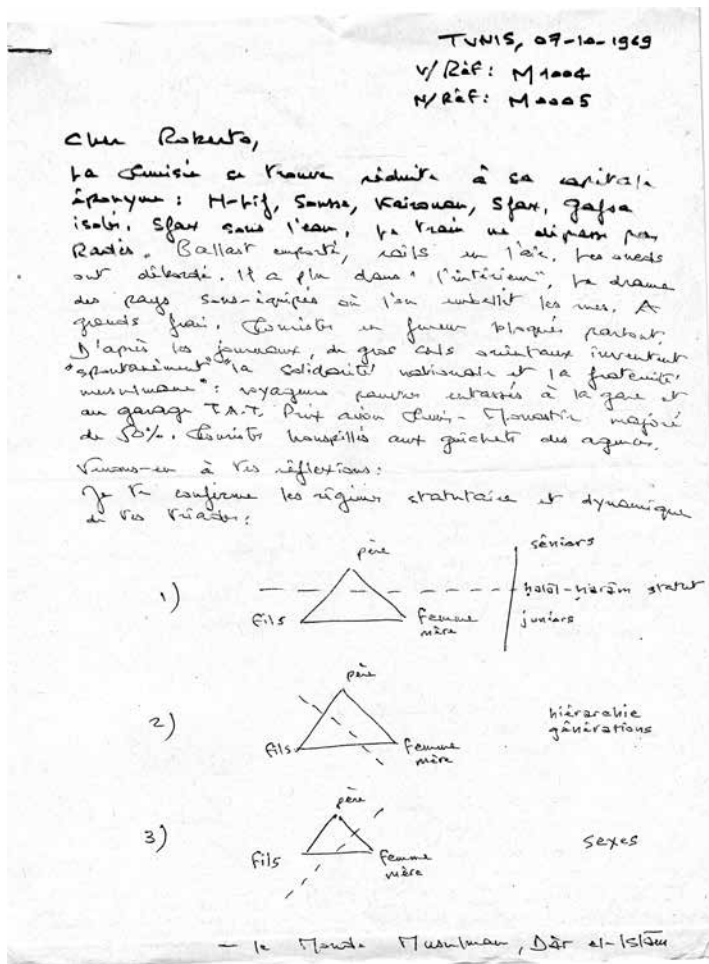 TUNIS, 07-10-1969
V/Réf: M1004
N/Réf: M0005
Cher Roberto,
La Tunisie se trouve réduite à sa capitale
éponyme : H-Lif, Sousse, Kairouan, Sfax, Gafsa
isolés. Sfax sous l'eau, Le train ne dépasse pas
Radès. Ballast emporté, rails en l'air. Les oueds
ont débordé. Il a plu dans "l'intérieur", Le drame
des pays sous-équipés où l'on embellit les rues. A
grands frais. Touristes en fureur bloqués partout.
D'après les journaux, de gros cars orientaux inventent
"spontanément" "la solidarité nationale et la fraternité
musulmane" : voyageurs pauvres entassés à la gare et
au garage T.A.T. Prix avion Tunis-Monastir majoré
de 50%. Touristes houspillés aux guichets des agences.
Venons-en à tes réflexions :
Je te confirme les régimes statutaire et dynamique
de tes triades :
1)
père
fils
femme
mère
séniors
halāl-harām statut
juniors
2)
père
fils
femme
mère
hiérarchie
générations
3)
père
fils
femme
mère
sexes
— le Monde Musulman, Dār el-Islām